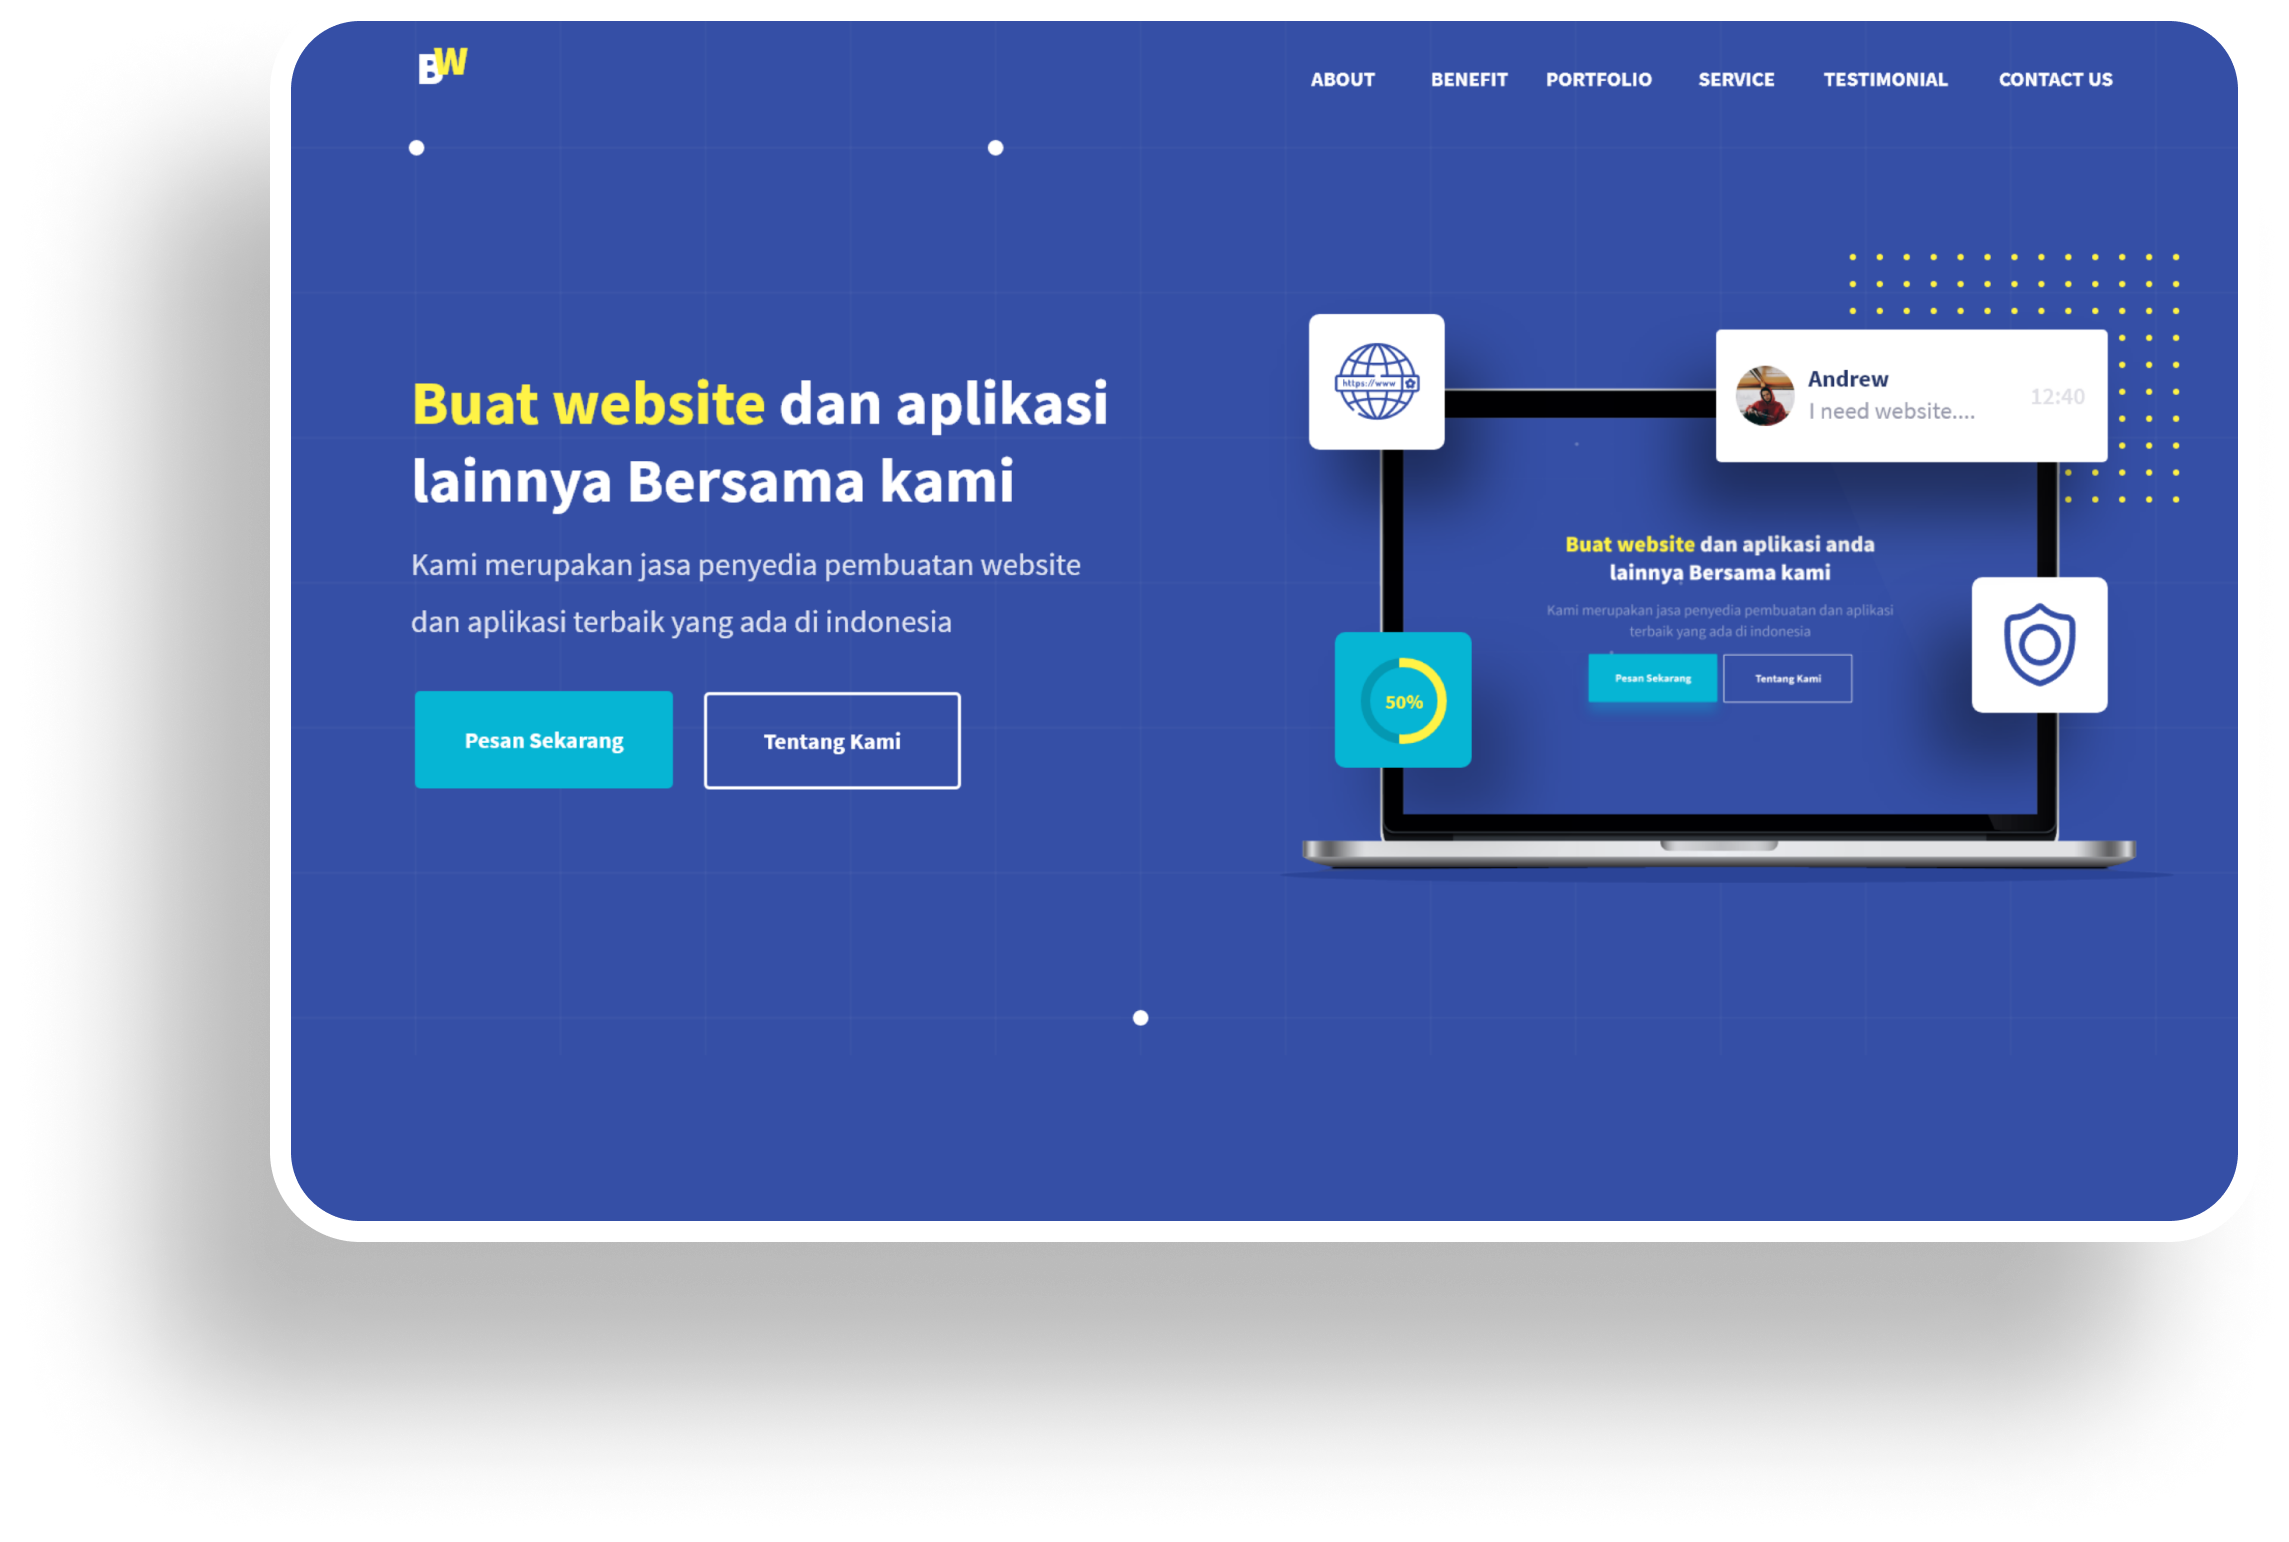 BW
ABOUT BENEFIT PORTFOLIO SERVICE TESTIMONIAL CONTACT US
Buat website dan aplikasi
lainnya Bersama kami
Kami merupakan jasa penyedia pembuatan website
dan aplikasi terbaik yang ada di indonesia
Pesan Sekarang
Tentang Kami
https://www
Andrew
I need website....
12:40
Buat website dan aplikasi anda
lainnya Bersama kami
Kami merupakan jasa penyedia pembuatan dan aplikasi
terbaik yang ada di indonesia
Pesan Sekarang
Tentang Kami
50%